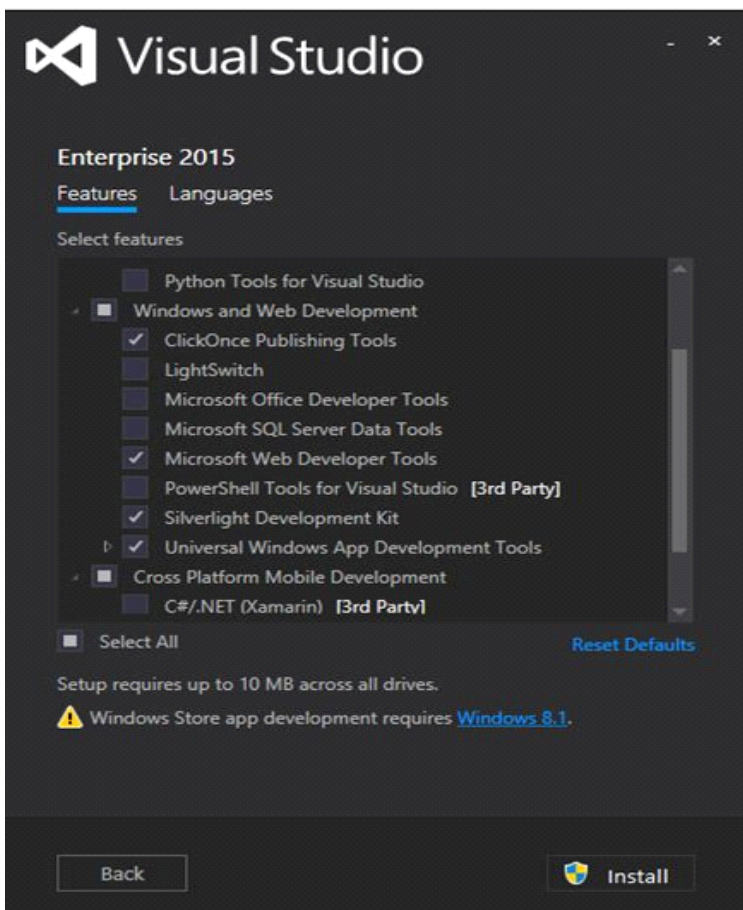 Visual Studio
Enterprise 2015
Features Languages
Select features
Python Tools for Visual Studio
Windows and Web Development
ClickOnce Publishing Tools
LightSwitch
Microsoft Office Developer Tools
Microsoft SQL Server Data Tools
Microsoft Web Developer Tools
PowerShell Tools for Visual Studio [3rd Party]
Silverlight Development Kit
Universal Windows App Development Tools
Cross Platform Mobile Development
C#/.NET (Xamarin) [3rd Party]
Select All Reset Defaults
Setup requires up to 10 MB across all drives.
Windows Store app development requires Windows 8.1.
Back Install